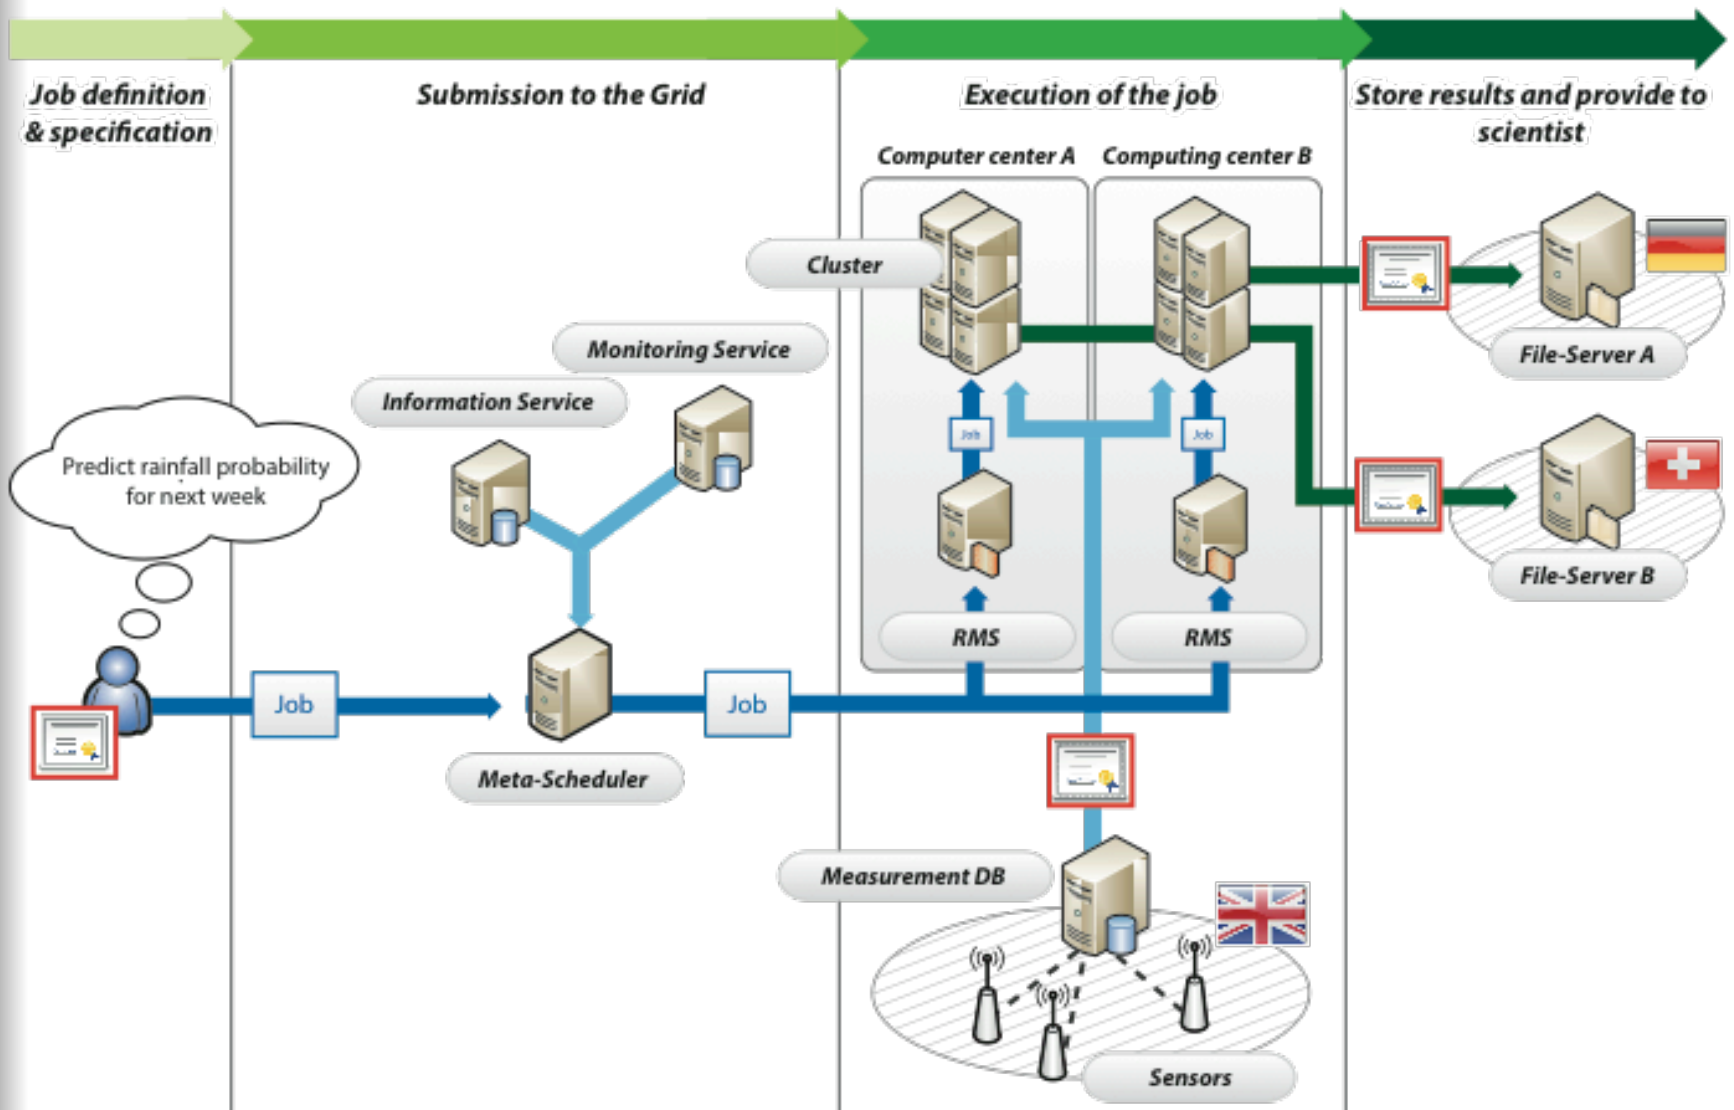 Job definition
& specification
Submission to the Grid
Execution of the job
Store results and provide to
scientist
Computer center A
Computing center B
Cluster
Monitoring Service
Information Service
Predict rainfall probability
for next week
Job
Job
RMS
RMS
Job
Job
Meta-Scheduler
File-Server A
File-Server B
Measurement DB
Sensors